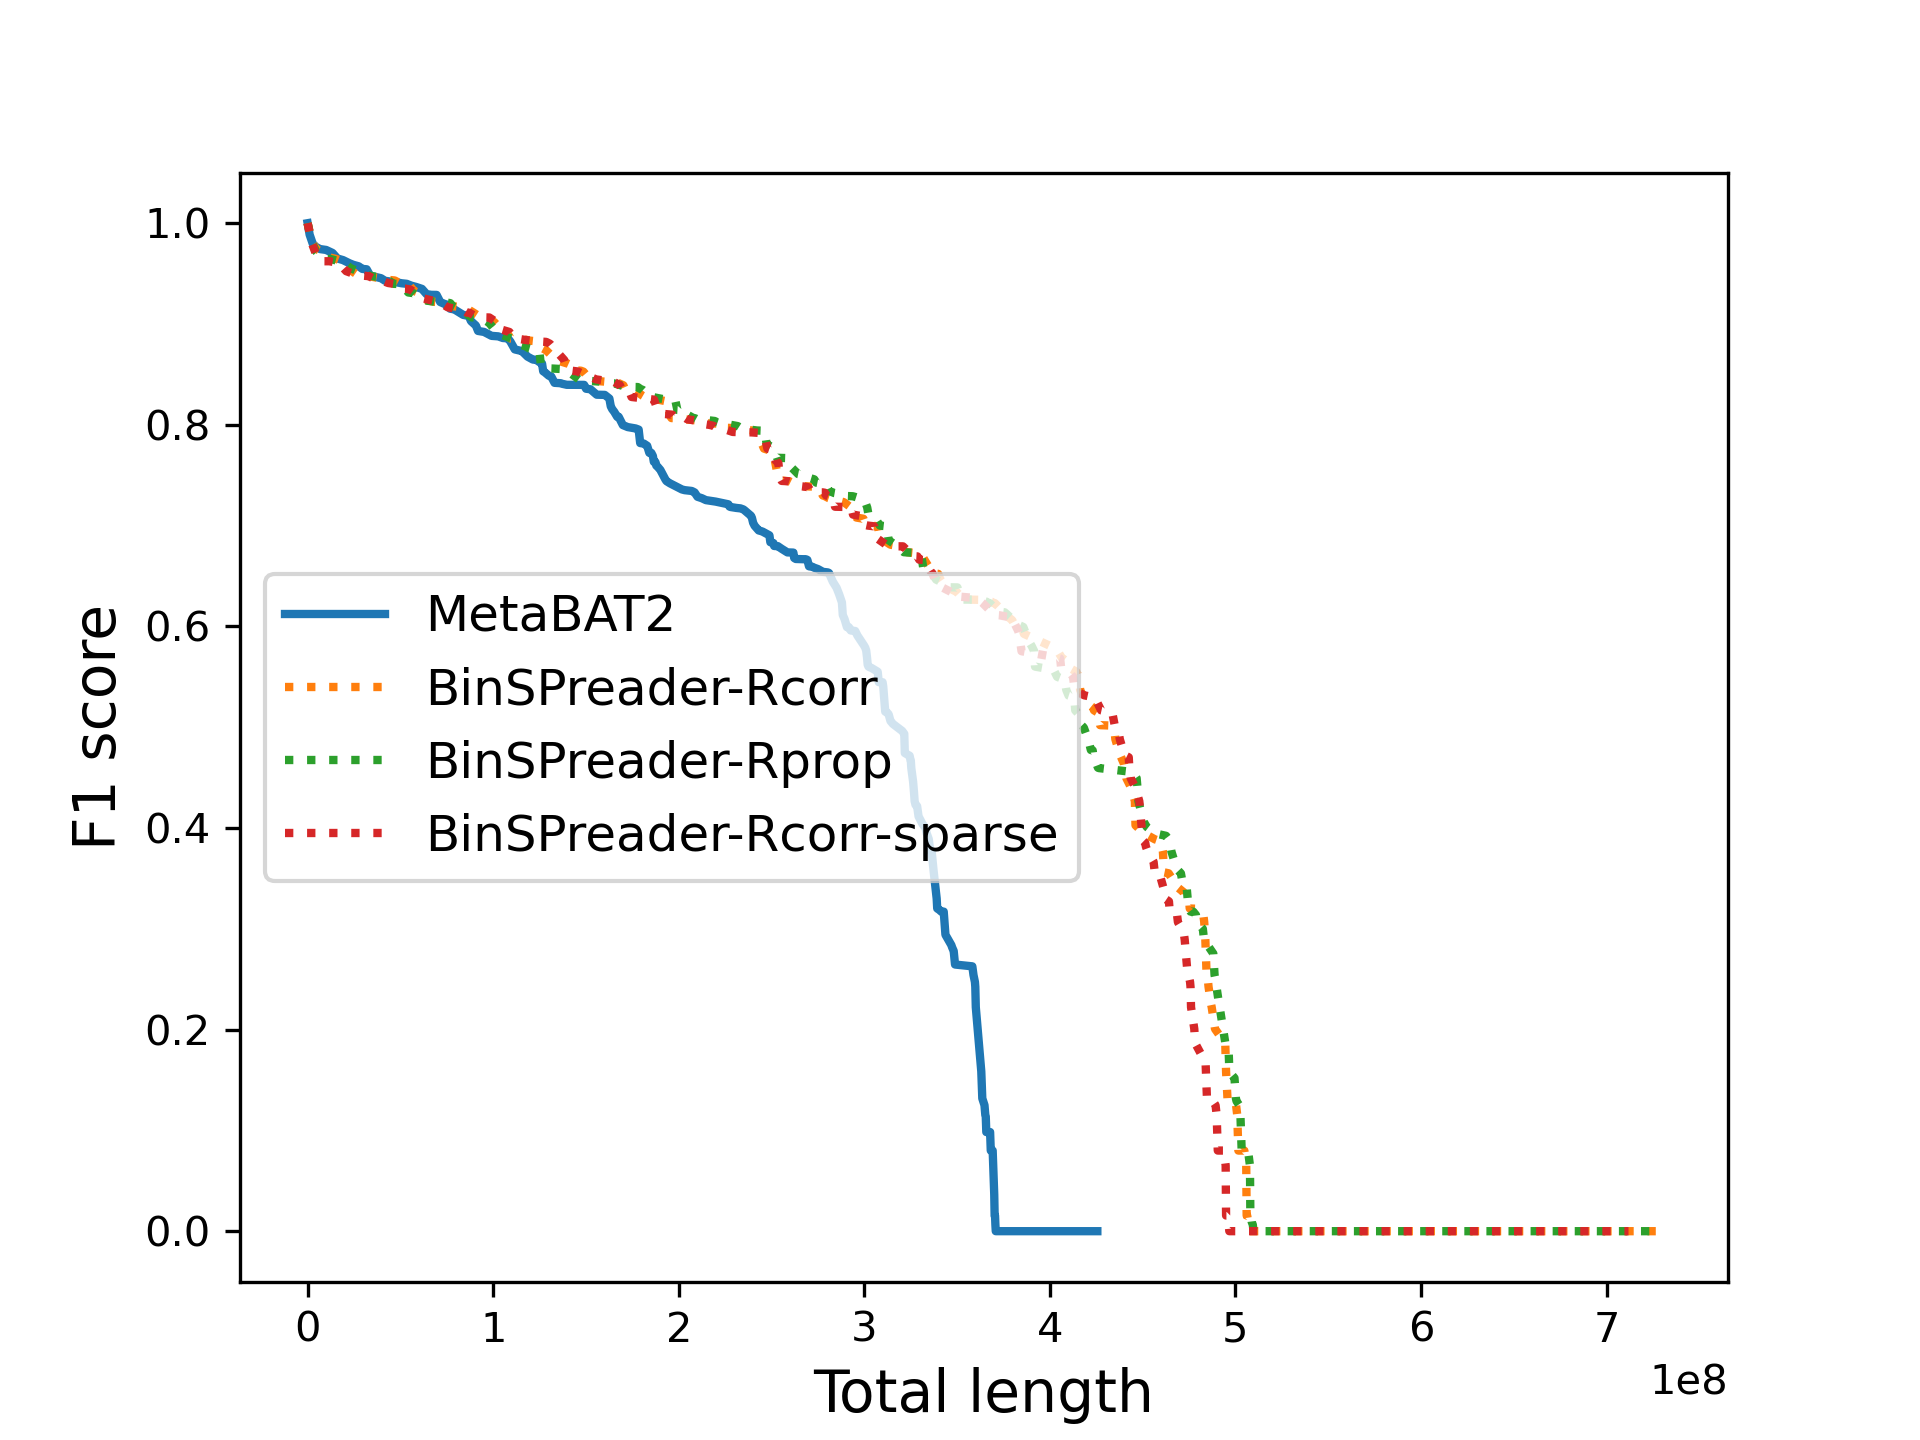 1.0
0.8
0.6
0.4
0.2
0.0
F1 score
MetaBAT2
BinSPreader-Rcorr
BinSPreader-Rprop
BinSPreader-Rcorr-sparse
0 1 2 3 4 5 6 7
1e8
Total length